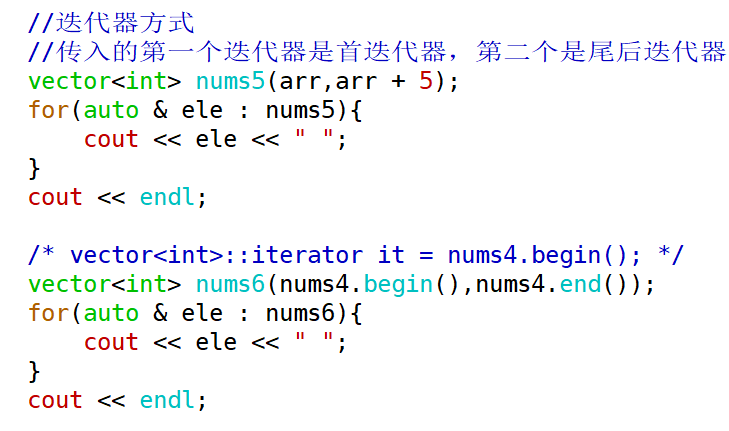 //迭代器方式
//传入的第一个迭代器是首迭代器，第二个是尾后迭代器
vector<int> nums5(arr,arr + 5);
for(auto & ele : nums5){
    cout << ele << " ";
}
cout << endl;

/* vector<int>::iterator it = nums4.begin(); */
vector<int> nums6(nums4.begin(),nums4.end());
for(auto & ele : nums6){
    cout << ele << " ";
}
cout << endl;